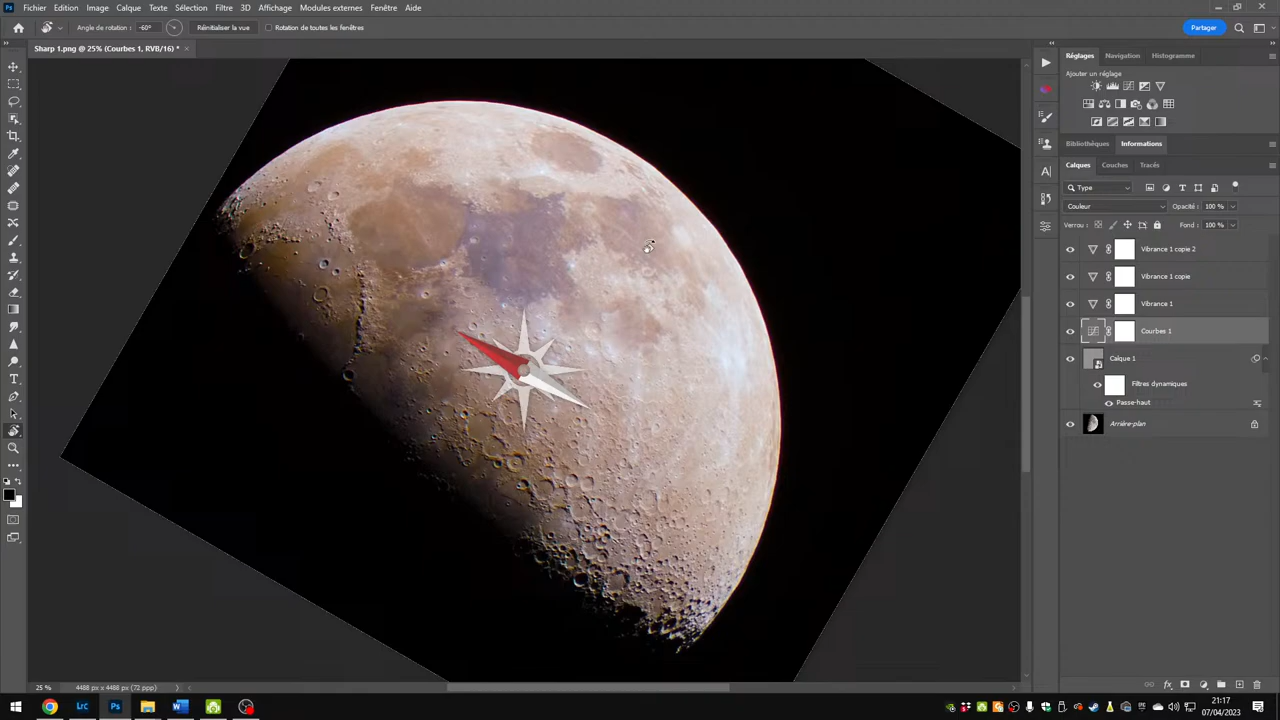 Ps Fichier Edition Image Calque Texte Sélection Filtre 3D Affichage Modules externes Fenêtre Aide
Angle de rotation : -60° Réinitialiser la vue Rotation de toutes les fenêtres Partager
Sharp 1.png @ 25% (Courbes 1, RVB/16) * ×
Réglages Navigation Histogramme
Ajouter un réglage
Bibliothèques Informations
Calques Couches Tracés
Type
Couleur Opacité : 100 %
Verrou : Fond : 100 %
Vibrance 1 copie 2
Vibrance 1 copie
Vibrance 1
Courbes 1
Calque 1
Filtres dynamiques
Passe-haut
Arrière-plan
25 % 4488 px x 4488 px (72 ppp)
Lrc Ps
21:17
07/04/2023